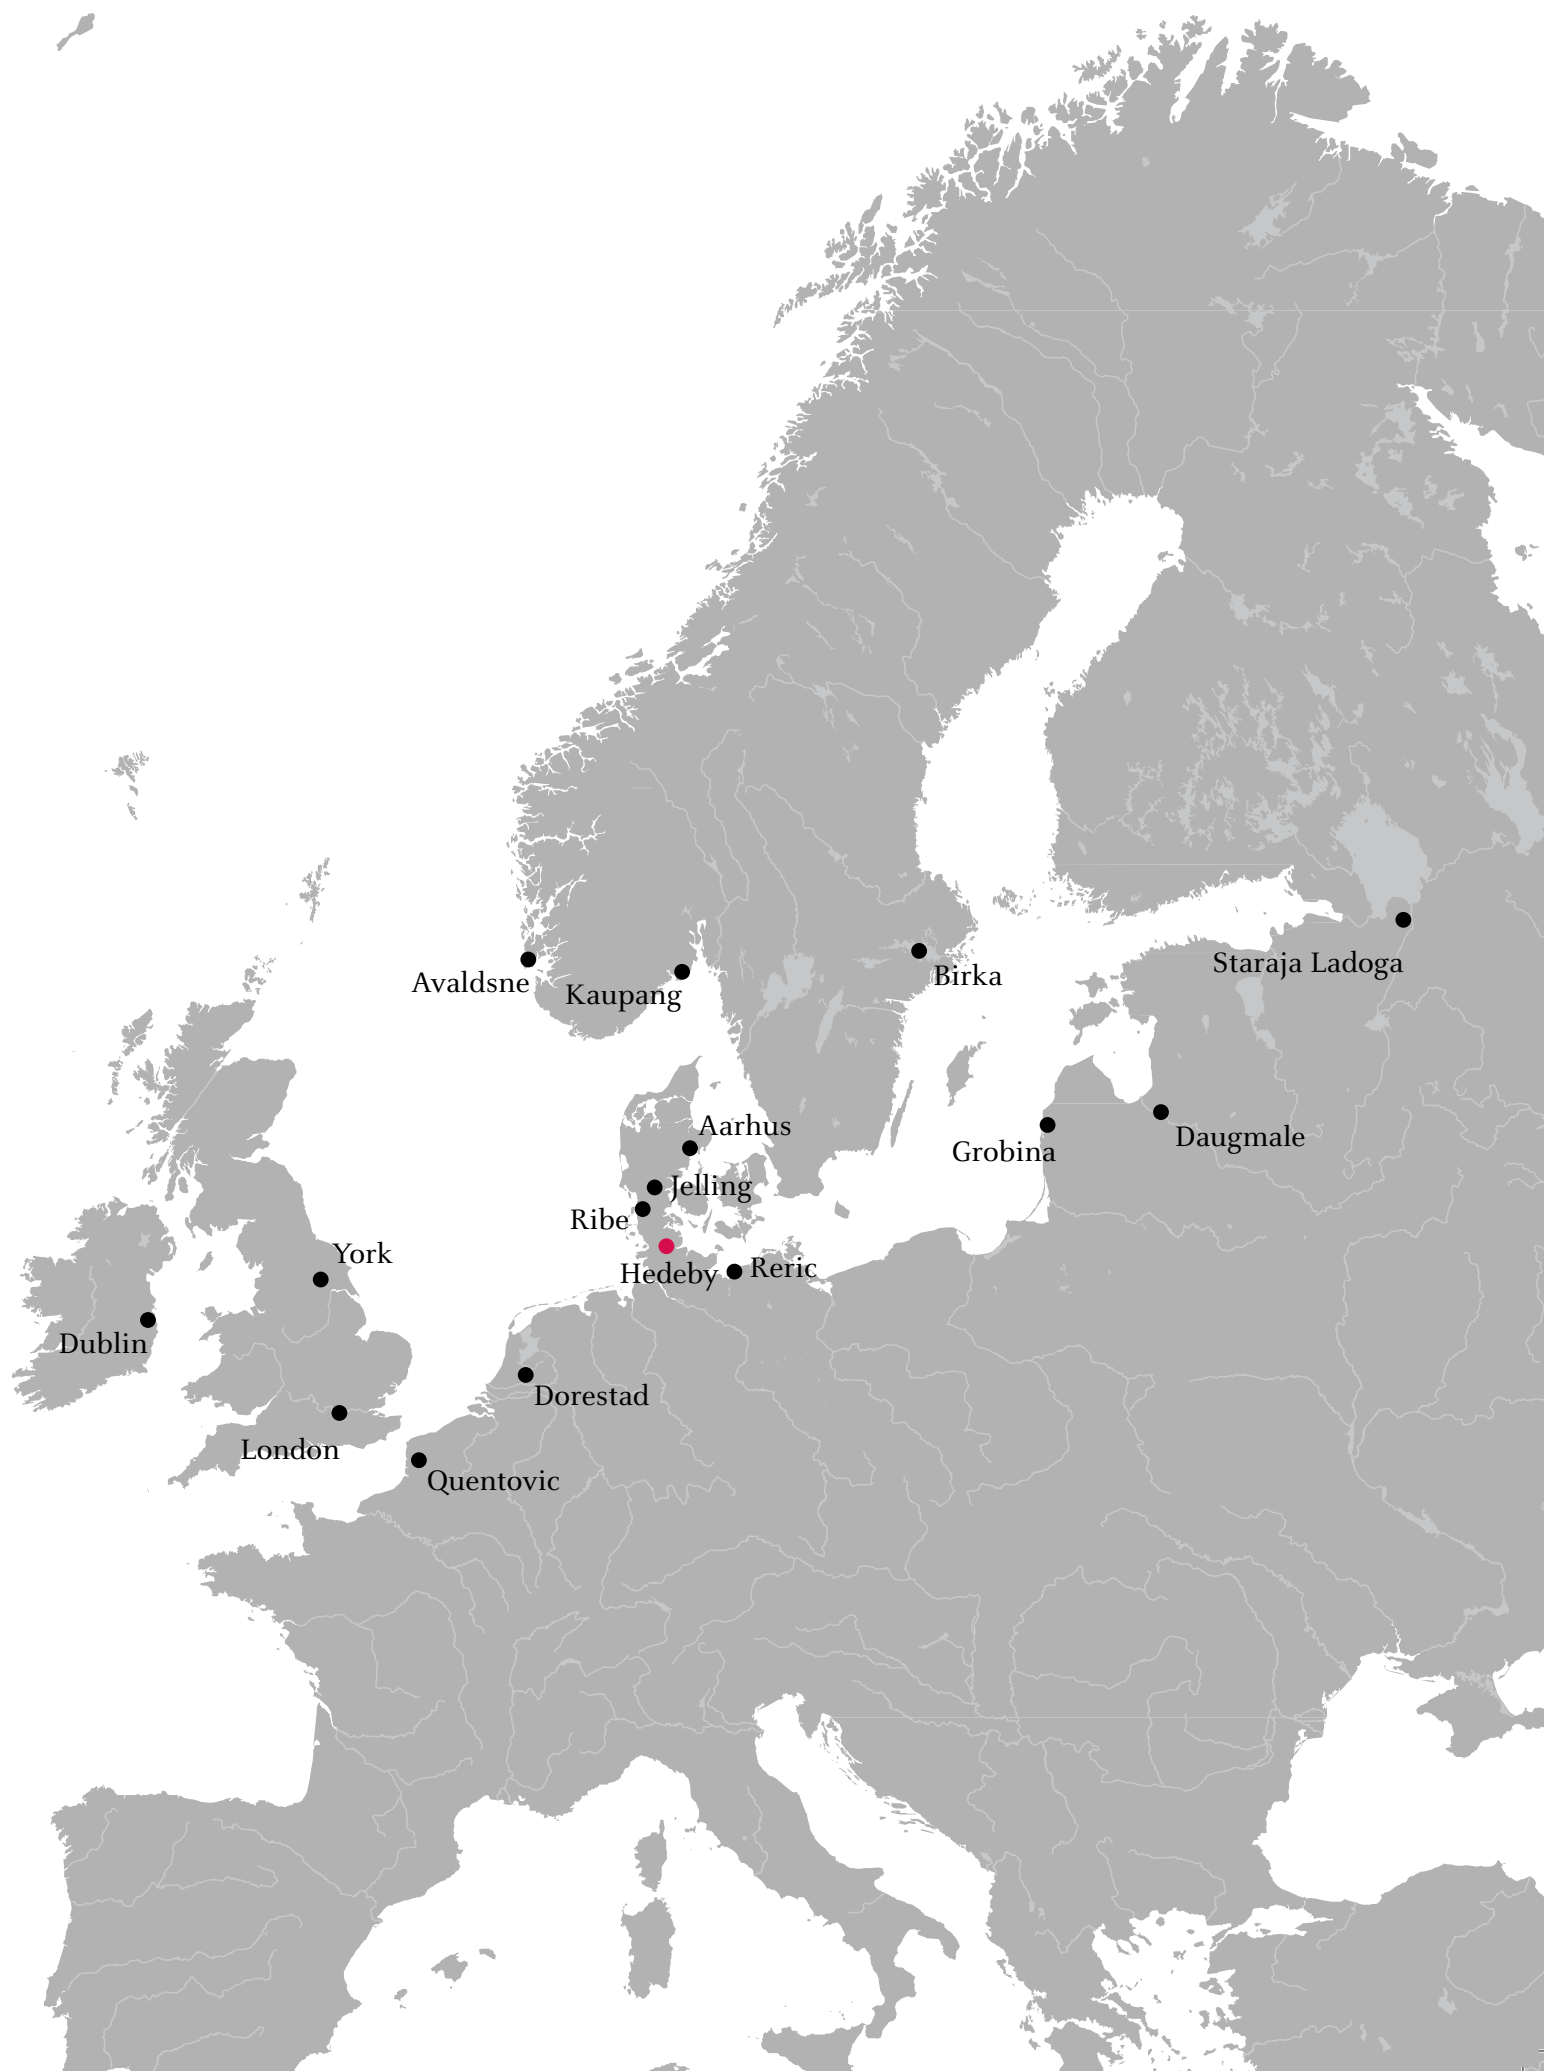 Avaldsne
Kaupang
Birka
Staraja Ladoga
Aarhus
Grobina
Daugmale
Jelling
Ribe
York
Hedeby
Reric
Dublin
Dorestad
London
Quentovic